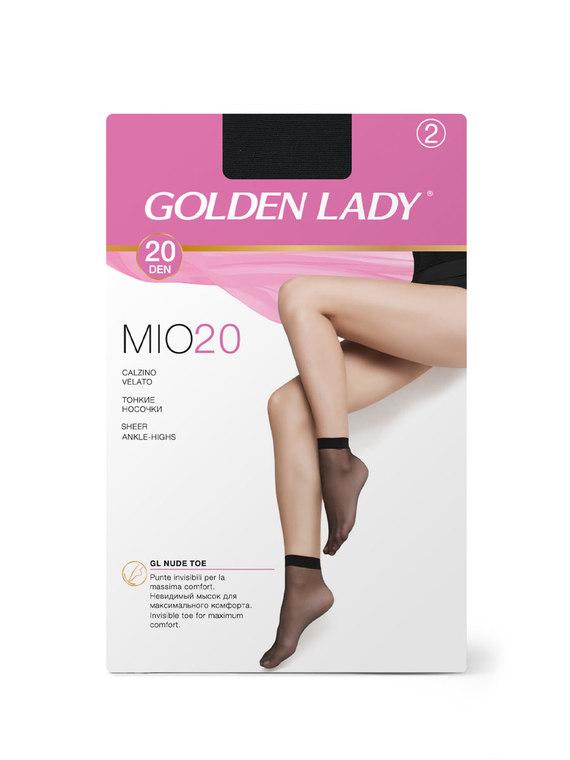 2
GOLDEN LADY®
20
DEN
MIO20
CALZINO
VELATO
ТОНКИЕ
НОСОЧКИ
SHEER
ANKLE-HIGHS
GL NUDE TOE
Punte invisibili per la
massima comfort.
Невидимый мысок для
максимального комфорта.
Invisible toe for maximum
comfort.